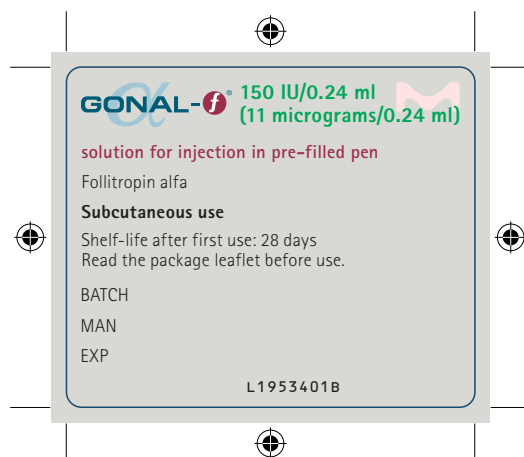 GONAL-f® 150 IU/0.24 ml
(11 micrograms/0.24 ml)
solution for injection in pre-filled pen
Follitropin alfa
Subcutaneous use
Shelf-life after first use: 28 days
Read the package leaflet before use.
BATCH
MAN
EXP
L1953401B